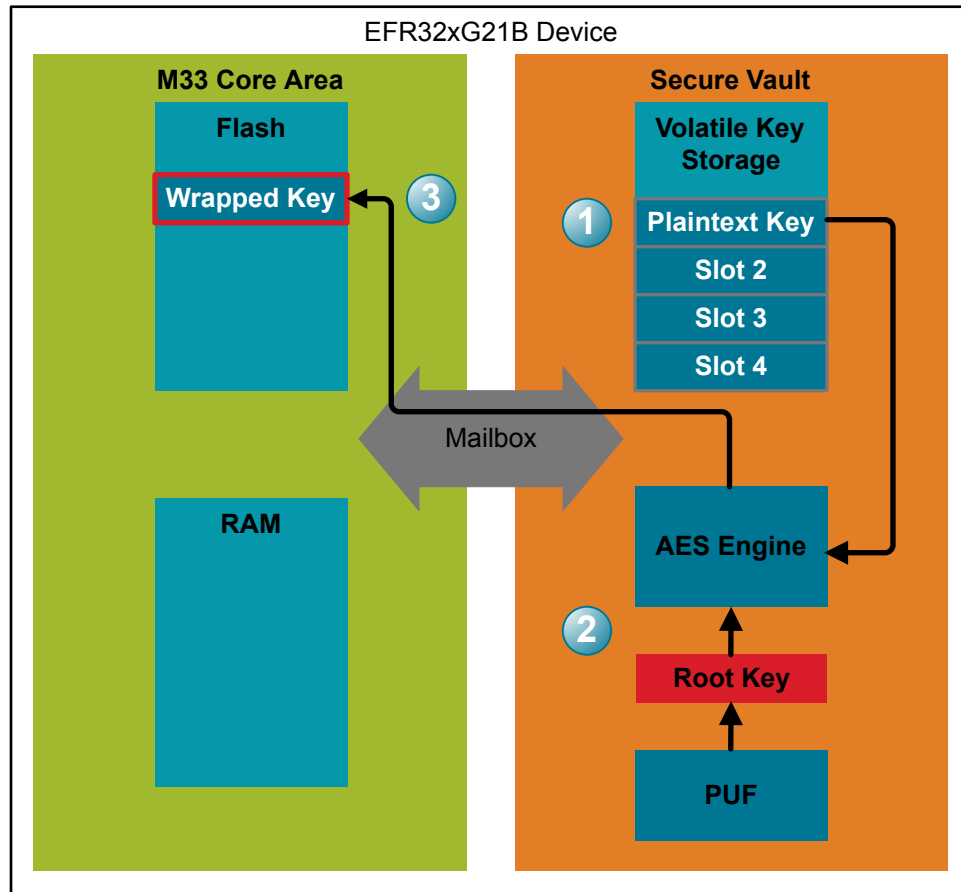 EFR32xG21B Device
M33 Core Area
Flash
Wrapped Key
3
RAM
Mailbox
Secure Vault
Volatile Key
Storage
1
Plaintext Key
Slot 2
Slot 3
Slot 4
AES Engine
2
Root Key
PUF